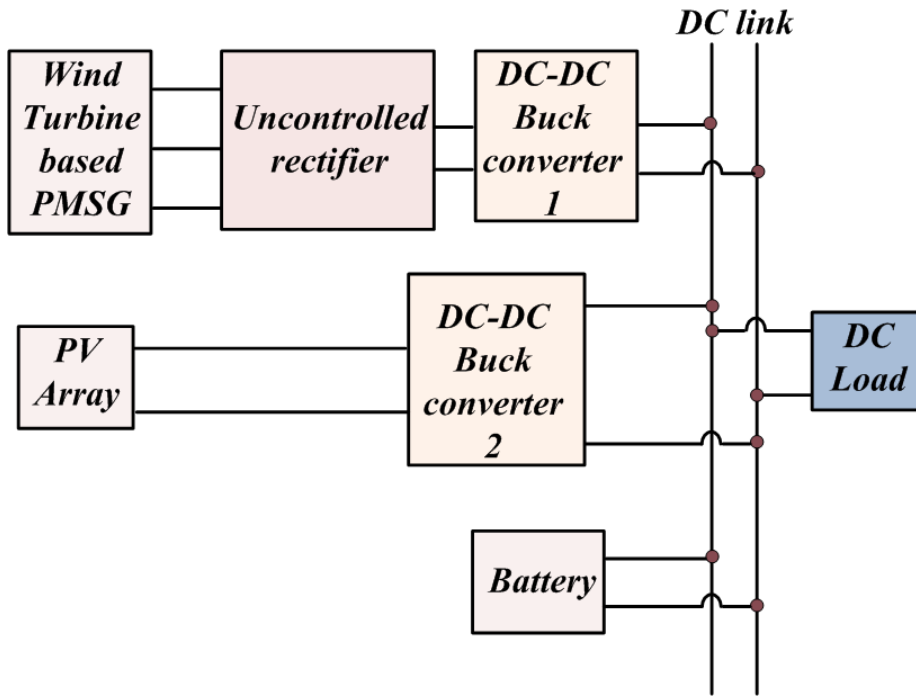 DC link
Wind
Turbine
based
PMSG
Uncontrolled
rectifier
DC-DC
Buck
converter
1
PV
Array
DC-DC
Buck
converter
2
DC
Load
Battery